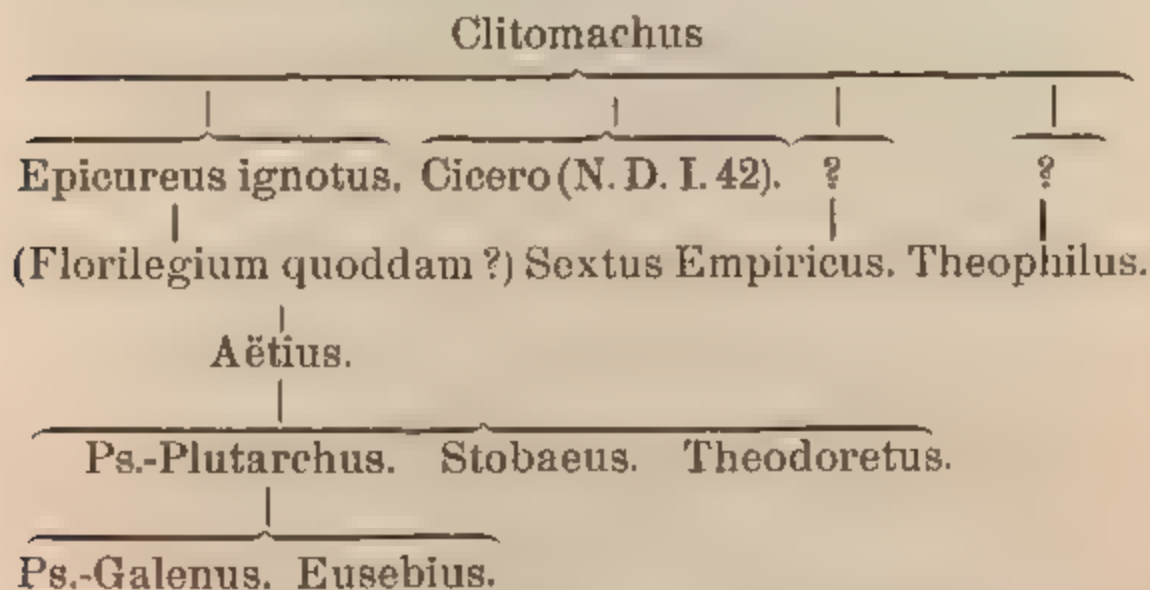 Clitomachus
Epicureus ignotus. Cicero (N. D. I. 42). ? ?
(Florilegium quoddam ?) Sextus Empiricus. Theophilus.
Aëtius.
Ps.-Plutarchus. Stobaeus. Theodoretus.
Ps.-Galenus. Eusebius.